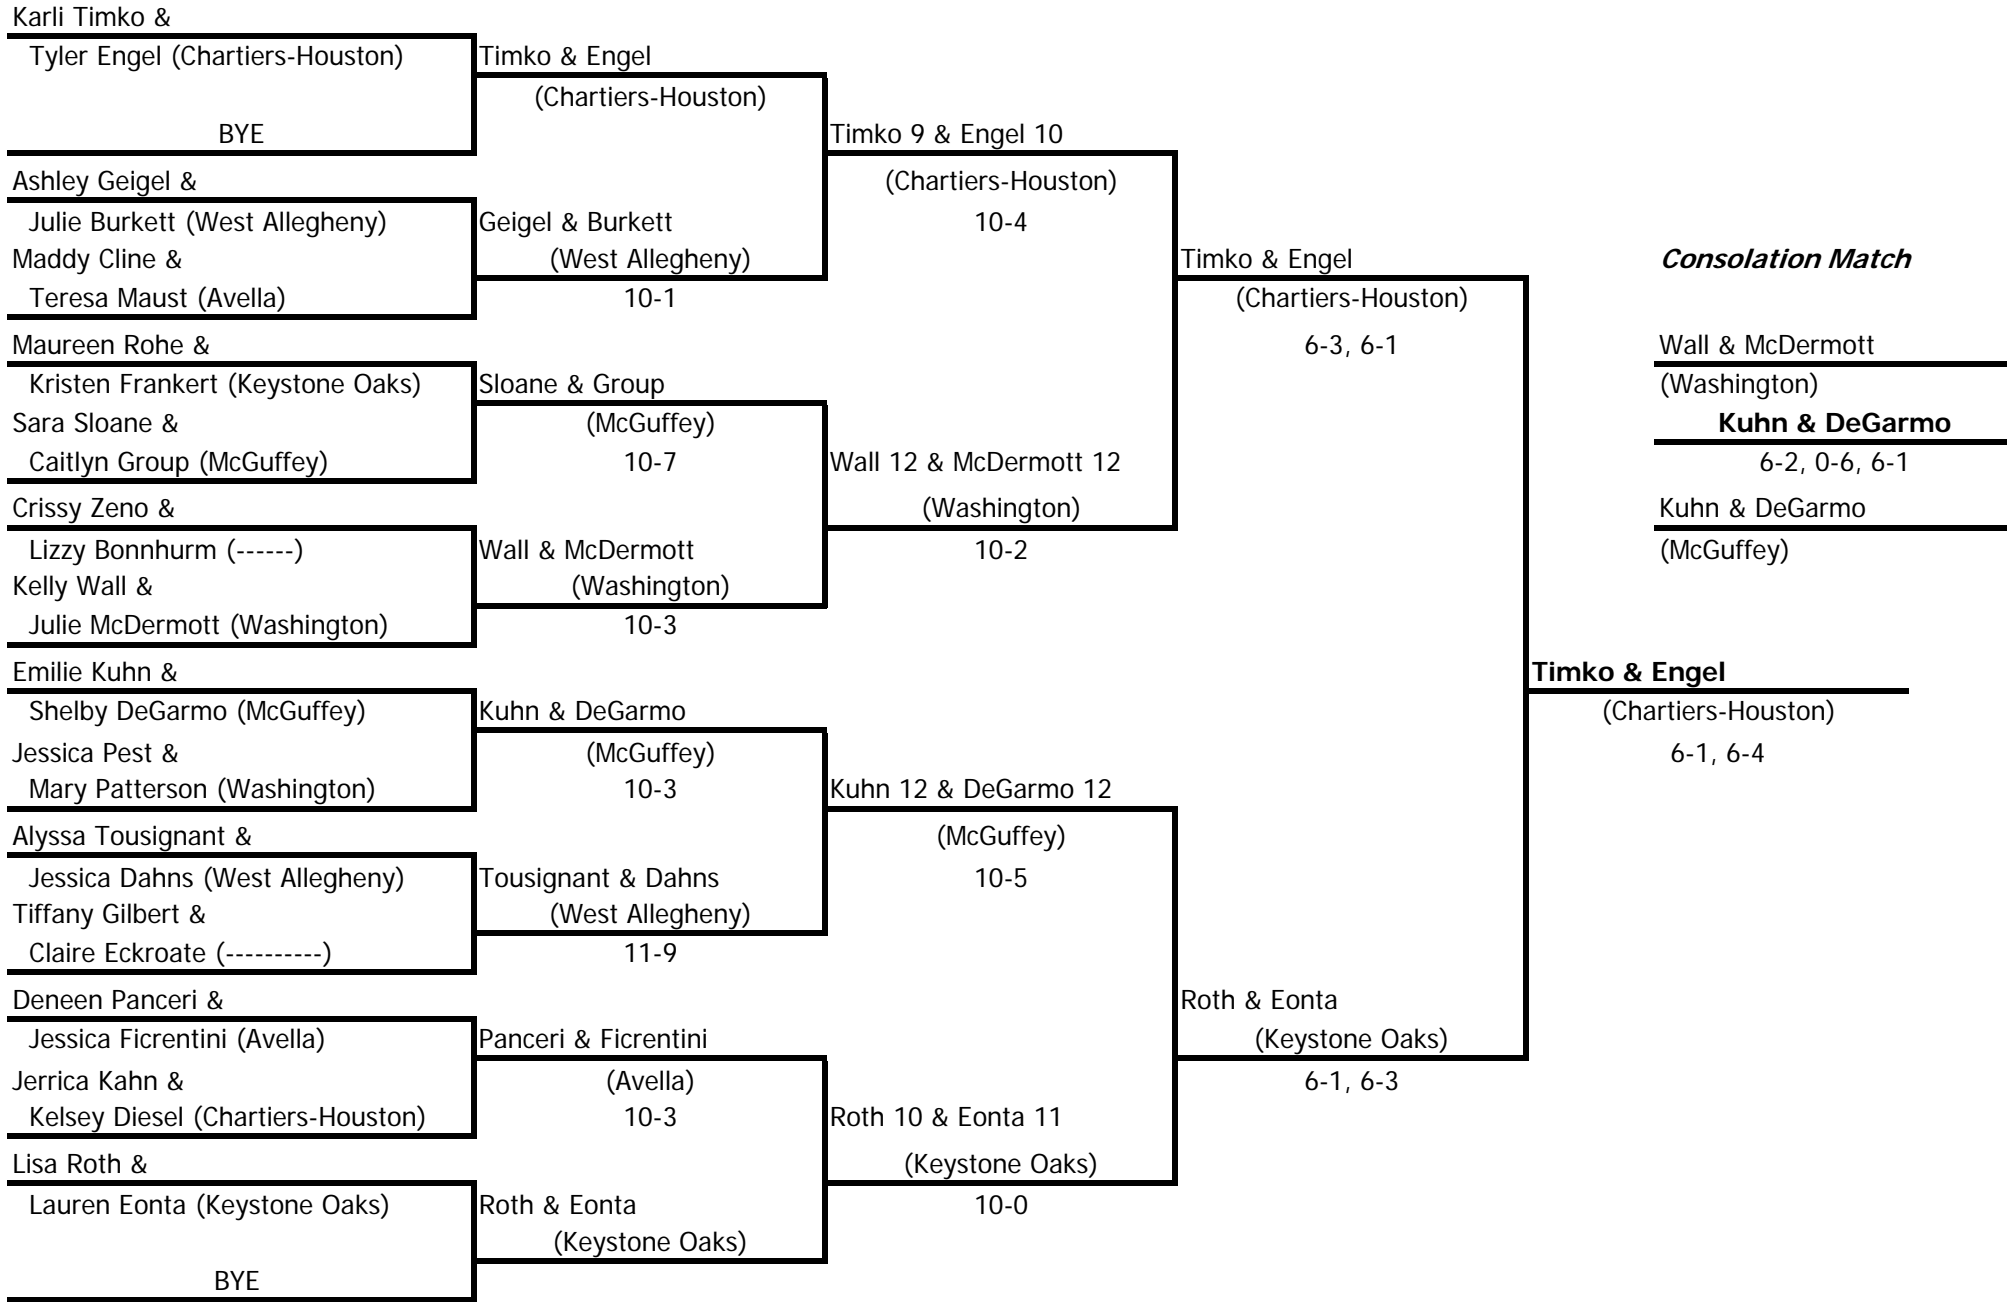 Karli Timko &
Tyler Engel (Chartiers-Houston)
BYE
Ashley Geigel &
Julie Burkett (West Allegheny)
Maddy Cline &
Teresa Maust (Avella)
Maureen Rohe &
Kristen Frankert (Keystone Oaks)
Sara Sloane &
Caitlyn Group (McGuffey)
Crissy Zeno &
Lizzy Bonnhurm (------)
Kelly Wall &
Julie McDermott (Washington)
Emilie Kuhn &
Shelby DeGarmo (McGuffey)
Jessica Pest &
Mary Patterson (Washington)
Alyssa Tousignant &
Jessica Dahns (West Allegheny)
Tiffany Gilbert &
Claire Eckroate (----------)
Deneen Panceri &
Jessica Ficrentini (Avella)
Jerrica Kahn &
Kelsey Diesel (Chartiers-Houston)
Lisa Roth &
Lauren Eonta (Keystone Oaks)
BYE
Timko & Engel
(Chartiers-Houston)
Geigel & Burkett
(West Allegheny)
10-1
Sloane & Group
(McGuffey)
10-7
Wall & McDermott
(Washington)
10-3
Kuhn & DeGarmo
(McGuffey)
10-3
Tousignant & Dahns
(West Allegheny)
11-9
Panceri & Ficrentini
(Avella)
10-3
Roth & Eonta
(Keystone Oaks)
Timko 9 & Engel 10
(Chartiers-Houston)
10-4
Wall 12 & McDermott 12
(Washington)
10-2
Kuhn 12 & DeGarmo 12
(McGuffey)
10-5
Roth 10 & Eonta 11
(Keystone Oaks)
10-0
Timko & Engel
(Chartiers-Houston)
6-3, 6-1
Roth & Eonta
(Keystone Oaks)
6-1, 6-3
Timko & Engel
(Chartiers-Houston)
6-1, 6-4
Consolation Match
Wall & McDermott
(Washington)
Kuhn & DeGarmo
6-2, 0-6, 6-1
Kuhn & DeGarmo
(McGuffey)